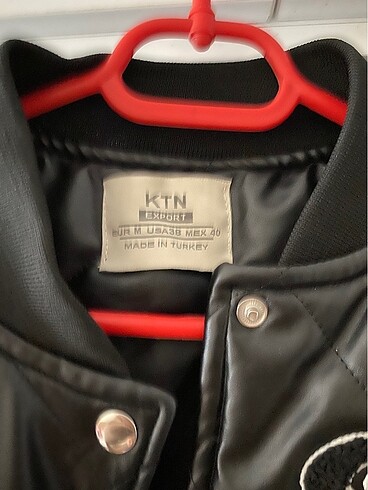 KTN
EXPORT
EUR M USA38 MEX 40
MADE IN TURKEY